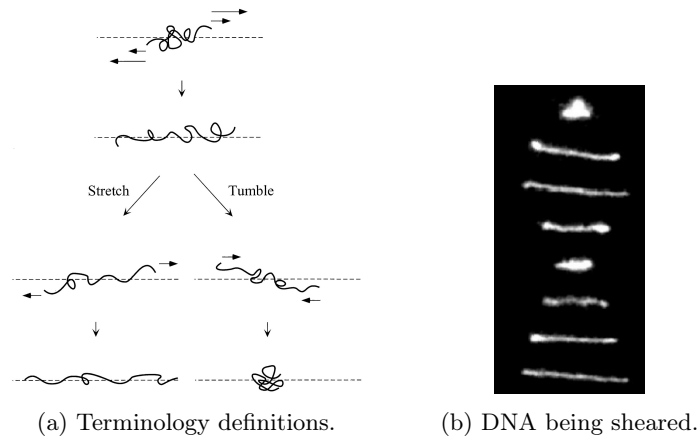 Stretch
Tumble
(a) Terminology definitions.
(b) DNA being sheared.